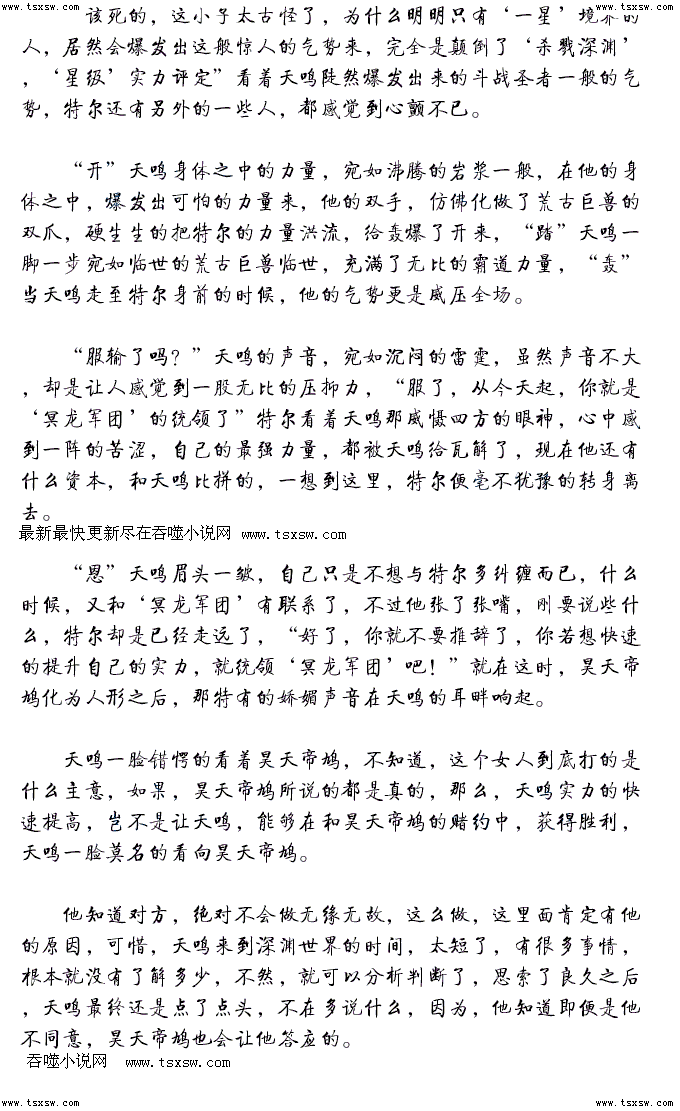 www.tsxsw.com www.tsxsw.com
该死的，这小子太古怪了，为什么明明只有‘一星’境界的
人，居然会爆发出这般惊人的气势来，完全是颠倒了‘杀戮深渊’
，‘星级’实力评定”看着天鸣陡然爆发出来的斗战圣者一般的气
势，特尔还有另外的一些人，都感觉到心颤不已。
“开”天鸣身体之中的力量，宛如沸腾的岩浆一般，在他的身
体之中，爆发出可怕的力量来，他的双手，仿佛化做了荒古巨兽的
双爪，硬生生的把特尔的力量洪流，给轰爆了开来，“踏”天鸣一
脚一步宛如临世的荒古巨兽临世，充满了无比的霸道力量，“轰”
当天鸣走至特尔身前的时候，他的气势更是威压全场。
“服输了吗？”天鸣的声音，宛如沉闷的雷霆，虽然声音不大
，却是让人感觉到一股无比的压抑力，“服了，从今天起，你就是
‘冥龙军团’的统领了”特尔看着天鸣那威慑四方的眼神，心中感
到一阵的苦涩，自己的最强力量，都被天鸣给瓦解了，现在他还有
什么资本，和天鸣比拼的，一想到这里，特尔便毫不犹豫的转身离
去。
最新最快更新尽在吞噬小说网 www.tsxsw.com
“恩”天鸣眉头一皱，自己只是不想与特尔多纠缠而已，什么
时候，又和‘冥龙军团’有联系了，不过他张了张嘴，刚要说些什
么，特尔却是已经走远了，“好了，你就不要推辞了，你若想快速
的提升自己的实力，就统领‘冥龙军团’吧！”就在这时，昊天帝
鸠化为人形之后，那特有的娇媚声音在天鸣的耳畔响起。
天鸣一脸错愕的看着昊天帝鸠，不知道，这个女人到底打的是
什么主意，如果，昊天帝鸠所说的都是真的，那么，天鸣实力的快
速提高，岂不是让天鸣，能够在和昊天帝鸠的赌约中，获得胜利，
天鸣一脸莫名的看向昊天帝鸠。
他知道对方，绝对不会做无缘无故，这么做，这里面肯定有他
的原因，可惜，天鸣来到深渊世界的时间，太短了，有很多事情，
根本就没有了解多少，不然，就可以分析判断了，思索了良久之后
，天鸣最终还是点了点头，不在多说什么，因为，他知道即便是他
不同意，昊天帝鸠也会让他答应的。
吞噬小说网 www.tsxsw.com
www.tsxsw.com www.tsxsw.com